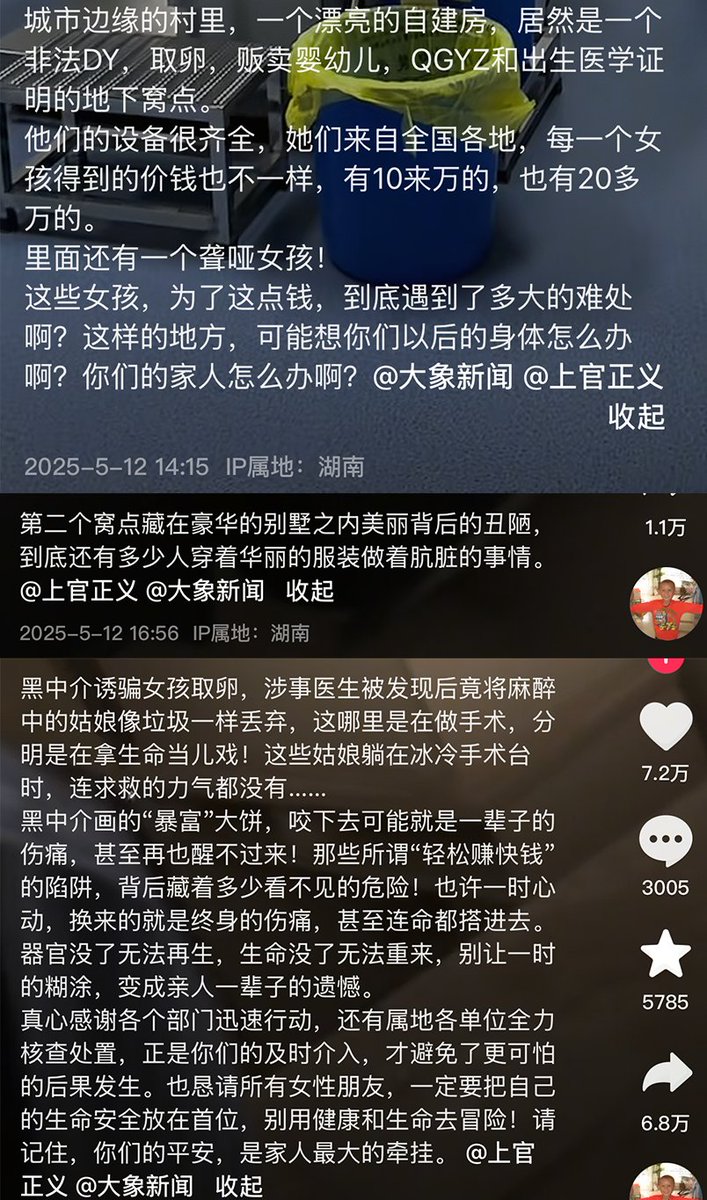 城市边缘的村里，一个漂亮的自建房，居然是一个
非法DY，取卵，贩卖婴幼儿，QGYZ和出生医学证
明的地下窝点。
他们的设备很齐全，她们来自全国各地，每一个女
孩得到的价钱也不一样，有10来万的，也有20多
万的。
里面还有一个聋哑女孩！
这些女孩，为了这点钱，到底遇到了多大的难处
啊？这样的地方，可能想你们以后的身体怎么办
啊？你们的家人怎么办啊？@大象新闻 @上官正义
收起
2025-5-12 14:15 IP属地：湖南
第二个窝点藏在豪华的别墅之内美丽背后的丑陋，
到底还有多少人穿着华丽的服装做着肮脏的事情。
@上官正义 @大象新闻 收起
2025-5-12 16:56 IP属地：湖南
1.1万
黑中介诱骗女孩取卵，涉事医生被发现后竟将麻醉
中的姑娘像垃圾一样丢弃，这哪里是在做手术，分
明是在拿生命当儿戏！这些姑娘躺在冰冷手术台
时，连求救的力气都没有……
黑中介画的“暴富”大饼，咬下去可能就是一辈子的
伤痛，甚至再也醒不过来！那些所谓“轻松赚快钱”
的陷阱，背后藏着多少看不见的危险！也许一时心
动，换来的就是终身的伤痛，甚至连命都搭进去。
器官没了无法再生，生命没了无法重来，别让一时
的糊涂，变成亲人一辈子的遗憾。
真心感谢各个部门迅速行动，还有属地各单位全力
核查处置，正是你们的及时介入，才避免了更可怕
的后果发生。也恳请所有女性朋友，一定要把自己
的生命安全放在首位，别用健康和生命去冒险！请
记住，你们的平安，是家人最大的牵挂。@上官
正义 @大象新闻 收起
7.2万
3005
5785
6.8万